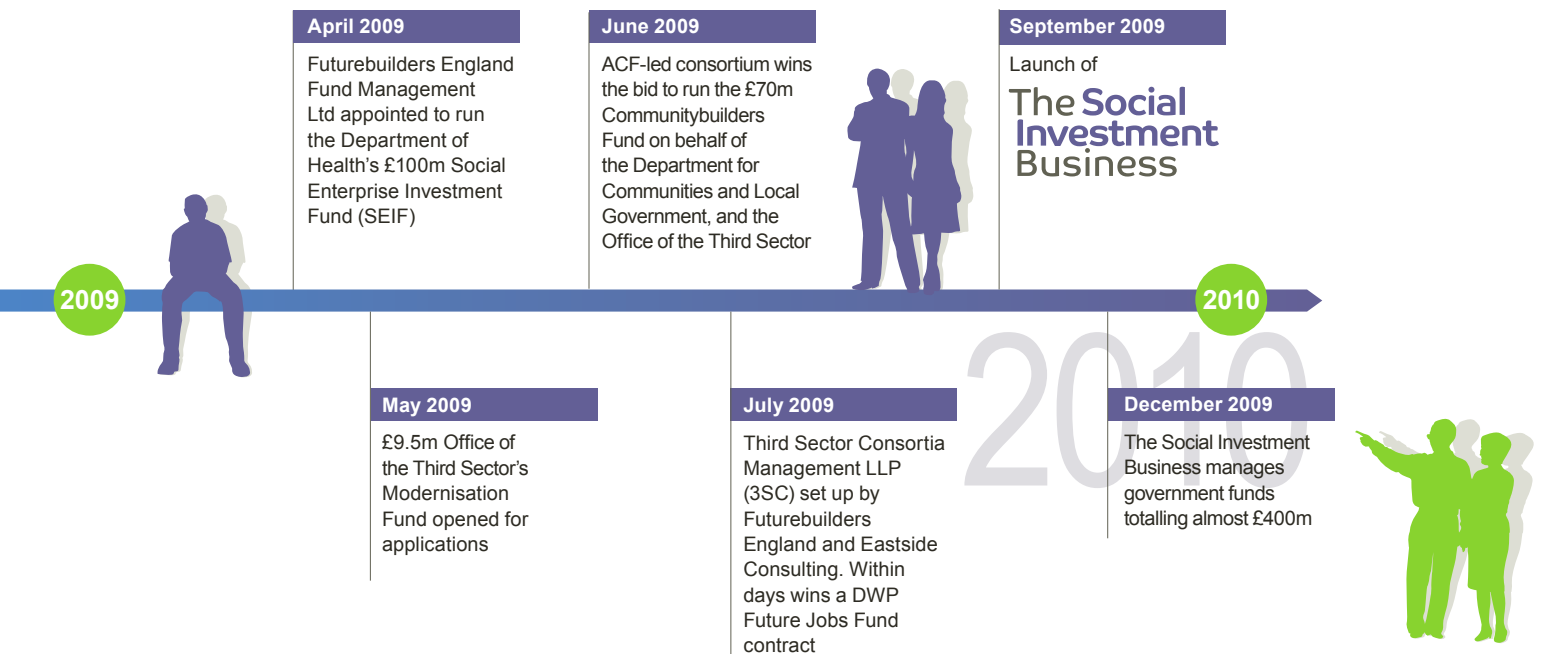 April 2009
Futurebuilders England
Fund Management
Ltd appointed to run
the Department of
Health's £100m Social
Enterprise Investment
Fund (SEIF)
June 2009
ACF-led consortium wins
the bid to run the £70m
Communitybuilders
Fund on behalf of
the Department for
Communities and Local
Government, and the
Office of the Third Sector
September 2009
Launch of
The Social
Investment
Business
2009
2010
2010
May 2009
£9.5m Office of
the Third Sector's
Modernisation
Fund opened for
applications
July 2009
Third Sector Consortia
Management LLP
(3SC) set up by
Futurebuilders
England and Eastside
Consulting. Within
days wins a DWP
Future Jobs Fund
contract
December 2009
The Social Investment
Business manages
government funds
totalling almost £400m